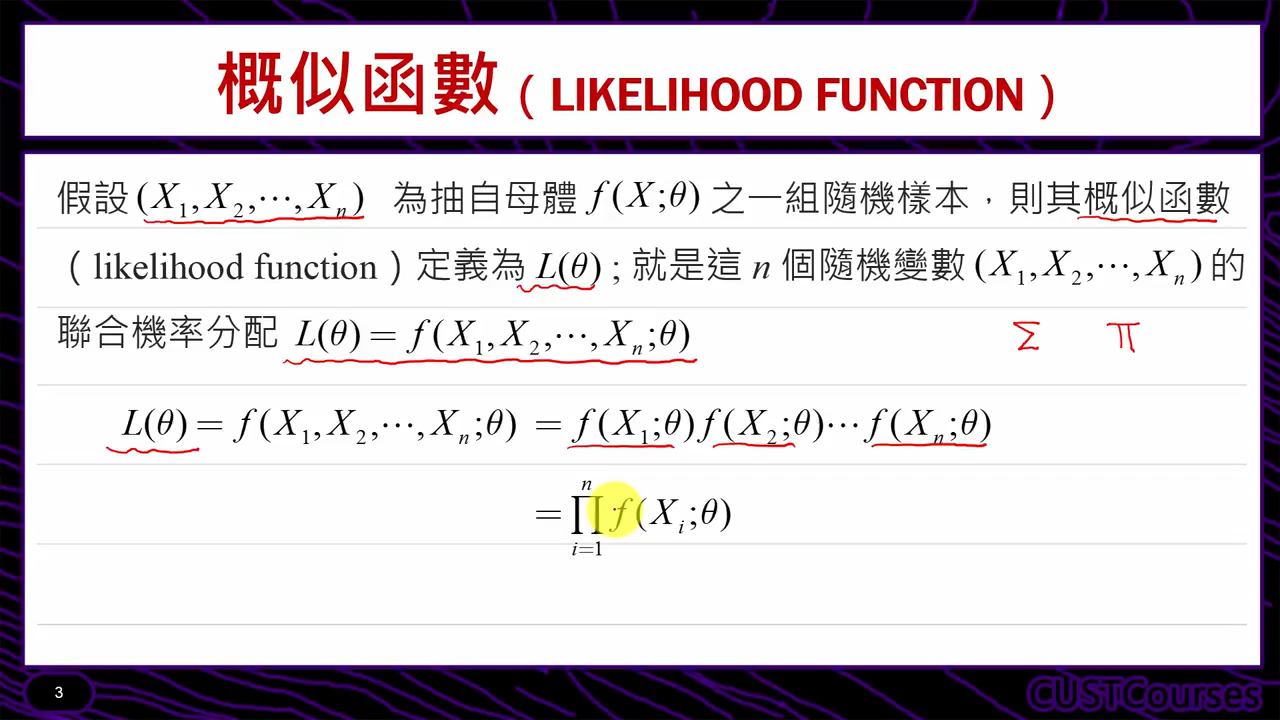 概似函數（LIKELIHOOD FUNCTION）
假設 (X₁, X₂, ⋯, Xₙ) 為抽自母體 f(X;θ) 之一組隨機樣本，則其概似函數
（likelihood function）定義為 L(θ) ; 就是這 n 個隨機變數 (X₁, X₂, ⋯, Xₙ) 的
聯合機率分配 L(θ) = f(X₁, X₂, ⋯, Xₙ;θ) Σ π
L(θ) = f(X₁, X₂, ⋯, Xₙ;θ) = f(X₁;θ) f(X₂;θ)⋯ f(Xₙ;θ)
n
= ∏ f(Xᵢ;θ)
i=1
3 CUSTCourses